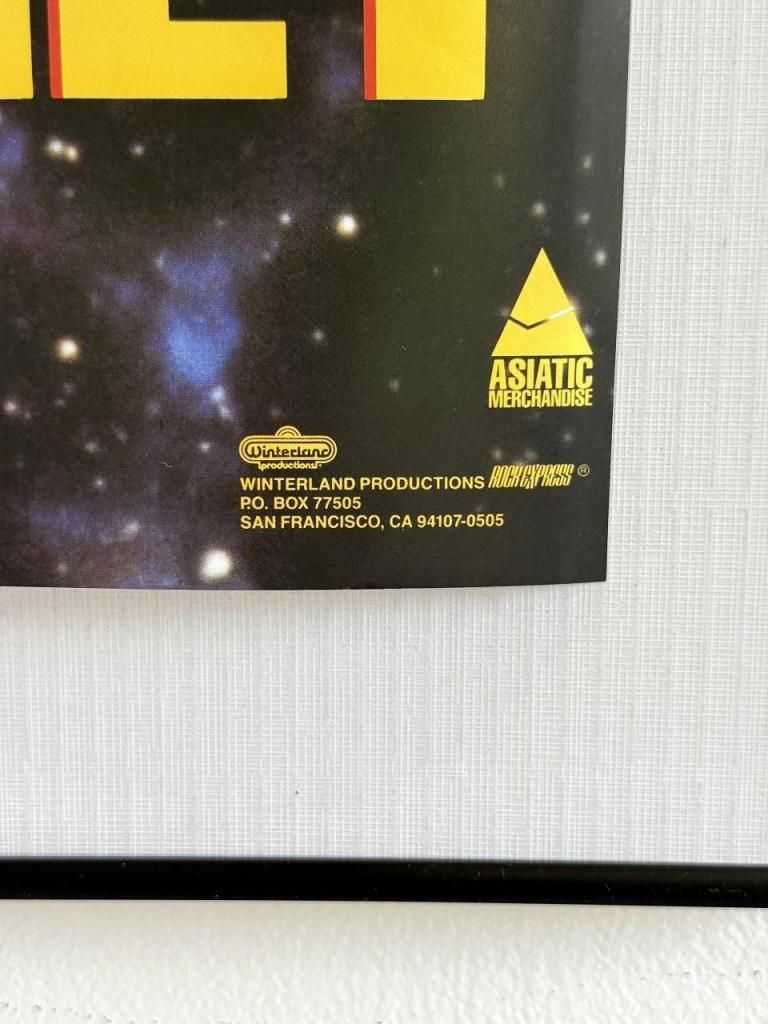 ASIATIC
MERCHANDISE
Winterland
productions
WINTERLAND PRODUCTIONS ROCK EXPRESS ®
P.O. BOX 77505
SAN FRANCISCO, CA 94107-0505